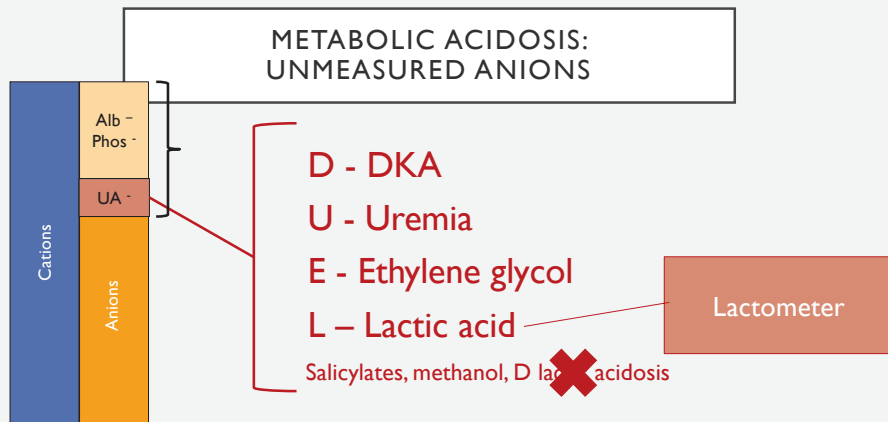 METABOLIC ACIDOSIS:
UNMEASURED ANIONS
Alb –
Phos -
UA -
Cations
Anions
D - DKA
U - Uremia
E - Ethylene glycol
L – Lactic acid
Lactometer
Salicylates, methanol, D acidosis